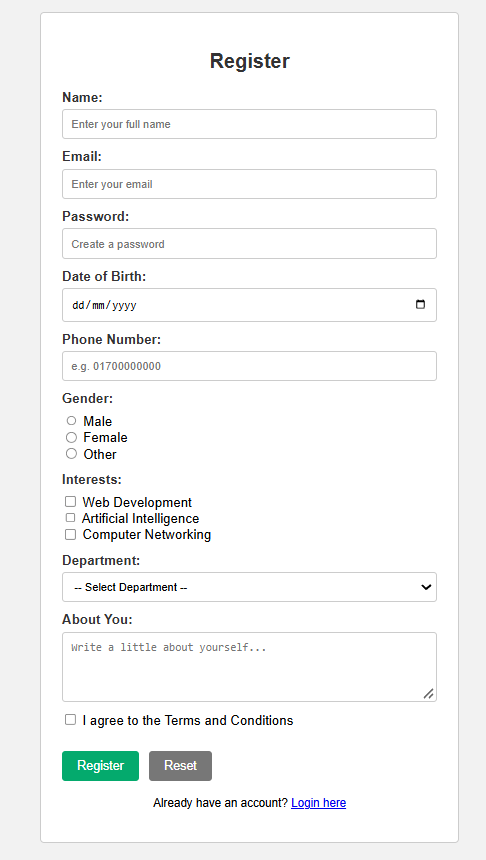 Register
Name:
Enter your full name
Email:
Enter your email
Password:
Create a password
Date of Birth:
dd/mm/yyyy
Phone Number:
e.g. 01700000000
Gender:
Male
Female
Other
Interests:
Web Development
Artificial Intelligence
Computer Networking
Department:
-- Select Department --
About You:
Write a little about yourself...
I agree to the Terms and Conditions
Register Reset
Already have an account? Login here